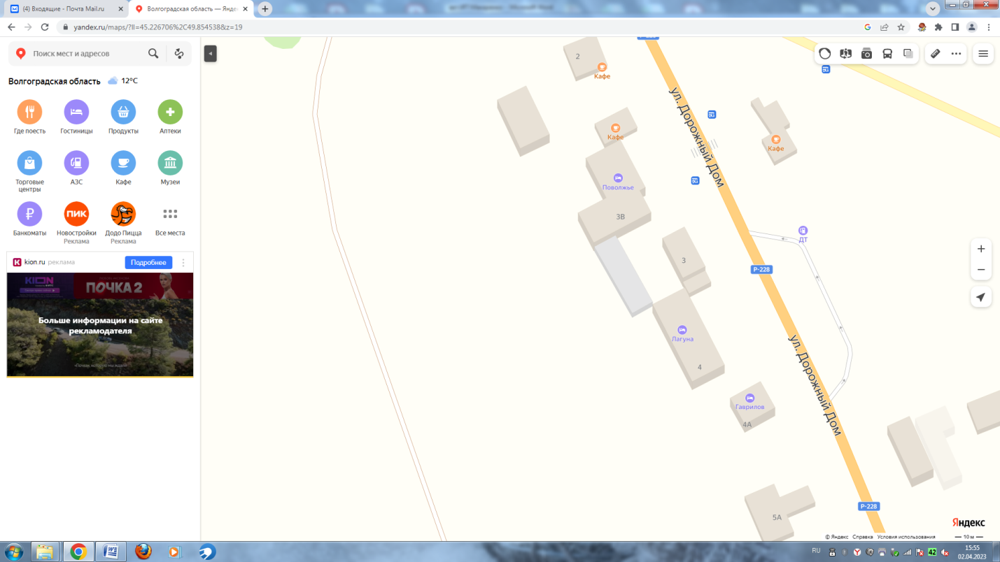 (4) Входящие - Почта Mail.ru
Волгоградская область — Янде
yandex.ru/maps/?ll=45.226706%2C49.854538&z=19
Поиск мест и адресов
Волгоградская область 12°C
Где поесть
Гостиницы
Продукты
Аптеки
Торговые
центры
АЗС
Кафе
Музеи
₽
Банкоматы
ПИК
Новостройки
Реклама
Додо Пицца
Реклама
Все места
kion.ru реклама
Подробнее
KION
ПОЧКА 2
Больше информации на сайте
рекламодателя
2
Кафе
Кафе
Кафе
ул. Дорожный Дом
Поволжье
3В
3
ДТ
Р-228
Лагуна
4
ул. Дорожный Дом
Гаврилов
4А
5А
Р-228
Яндекс
© Яндекс Справка Условия использования
10 м
RU
42
15:55
02.04.2023